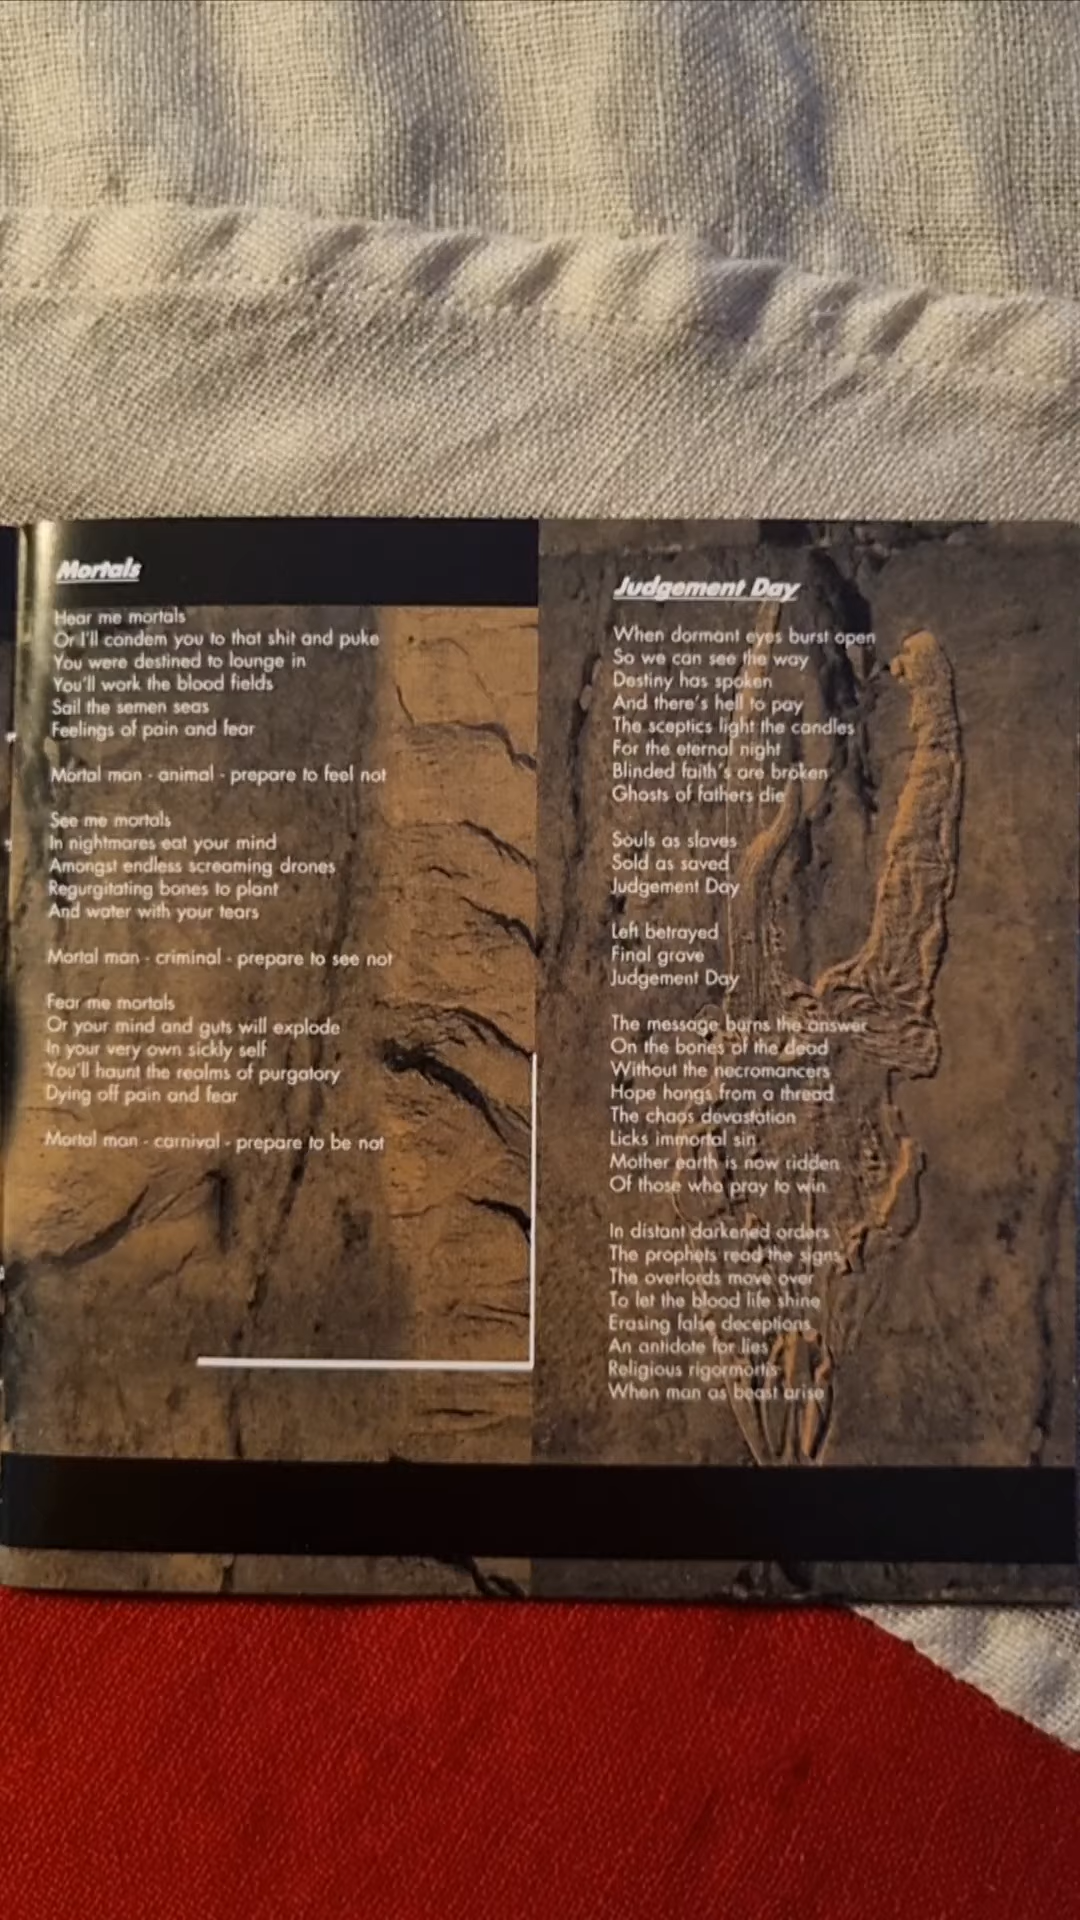 Mortals
Hear me mortals
Or I'll condem you to that shit and puke
You were destined to lounge in
You'll work the blood fields
Sail the semen seas
Feelings of pain and fear
Mortal man - animal - prepare to feel not
See me mortals
In nightmares eat your mind
Amongst endless screaming drones
Regurgitating bones to plant
And water with your tears
Mortal man - criminal - prepare to see not
Fear me mortals
Or your mind and guts will explode
In your very own sickly self
You'll haunt the realms of purgatory
Dying off pain and fear
Mortal man - carnival - prepare to be not
Judgement Day
When dormant eyes burst open
So we can see the way
Destiny has spoken
And there's hell to pay
The sceptics light the candles
For the eternal night
Blinded faith's are broken
Ghosts of fathers die
Souls as slaves
Sold as saved
Judgement Day
Left betrayed
Final grave
Judgement Day
The message burns the answer
On the bones of the dead
Without the necromancers
Hope hangs from a thread
The chaos devastation
Licks immortal sin
Mother earth is now ridden
Of those who pray to win
In distant darkened orders
The prophets read the signs
The overlords move over
To let the blood life shine
Erasing false deceptions
An antidote for lies
Religious rigormortis
When man as beast arise